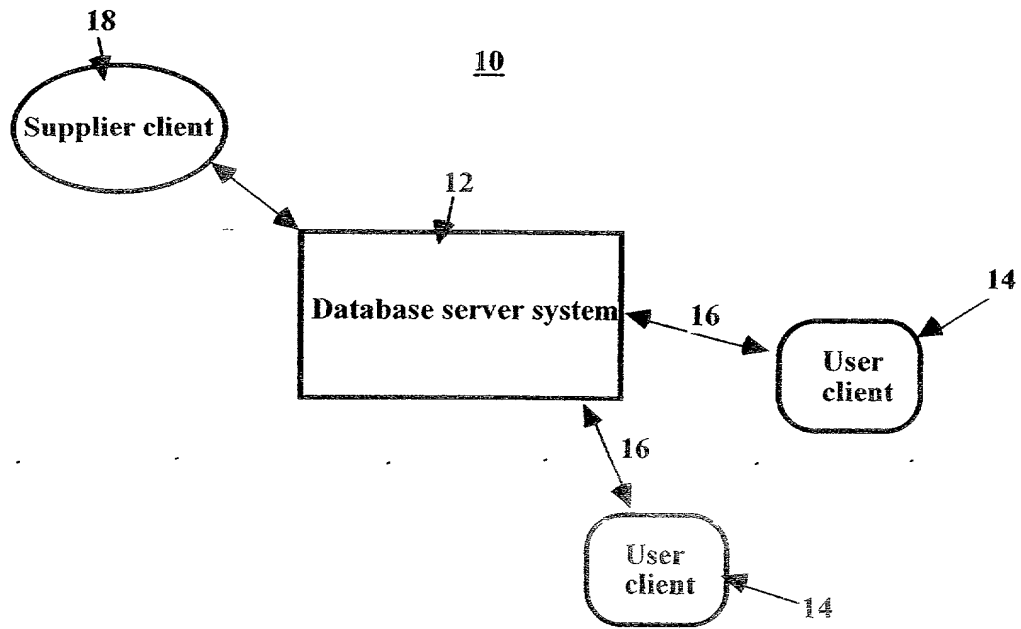 18
10
Supplier client
12
Database server system
14
16
User
client
16
User
client
14